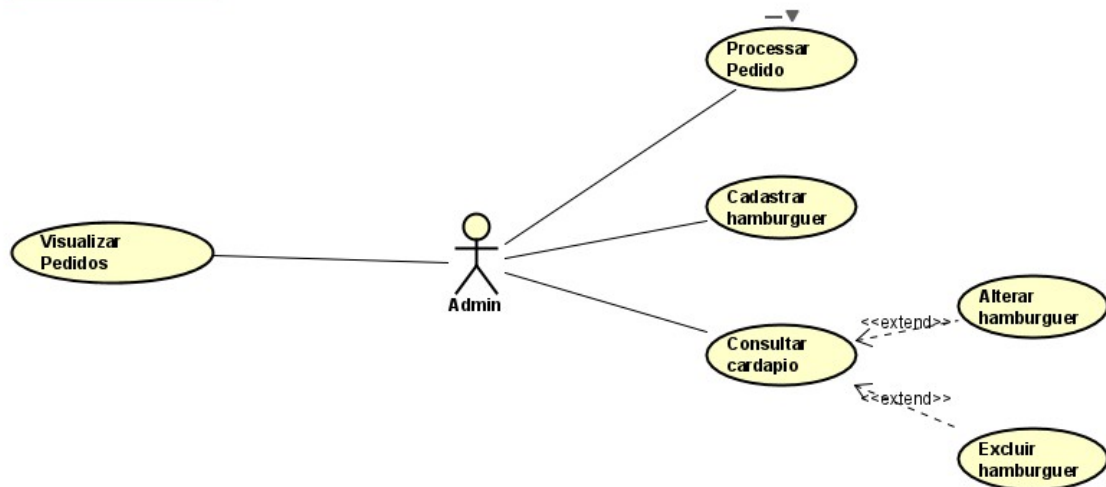 Processar
Pedido
Cadastrar
hamburguer
Visualizar
Pedidos
Admin
Alterar
hamburguer
<<extend>>
Consultar
cardapio
<<extend>>
Excluir
hamburguer